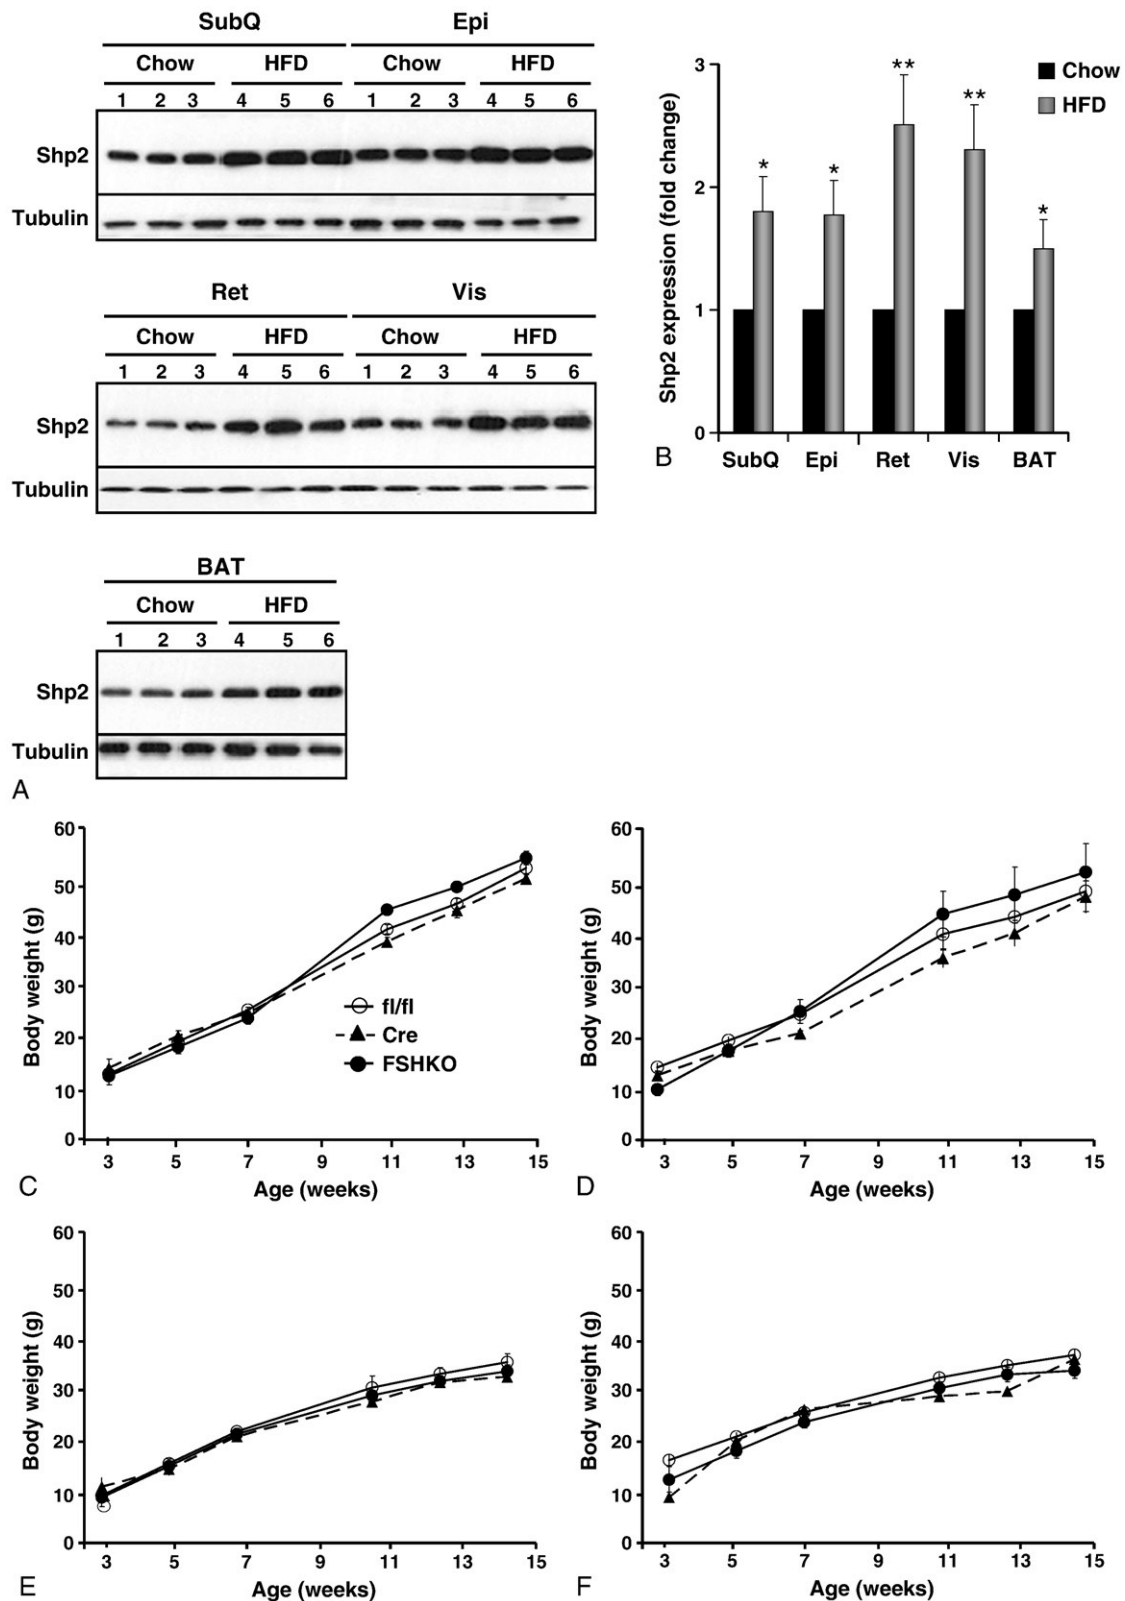 SubQ Epi
Chow HFD Chow HFD
1 2 3 4 5 6 1 2 3 4 5 6
Shp2
Tubulin
Ret Vis
Chow HFD Chow HFD
1 2 3 4 5 6 1 2 3 4 5 6
Shp2
Tubulin
BAT
Chow HFD
1 2 3 4 5 6
Shp2
Tubulin
A
Shp2 expression (fold change)
3
2
1
0
* * ** ** *
Chow
HFD
SubQ Epi Ret Vis BAT
B
Body weight (g)
60
50
40
30
20
10
0
fl/fl
Cre
FSHKO
3 5 7 9 11 13 15
Age (weeks)
C
Body weight (g)
60
50
40
30
20
10
0
3 5 7 9 11 13 15
Age (weeks)
D
Body weight (g)
60
50
40
30
20
10
0
3 5 7 9 11 13 15
Age (weeks)
E
Body weight (g)
60
50
40
30
20
10
0
3 5 7 9 11 13 15
Age (weeks)
F